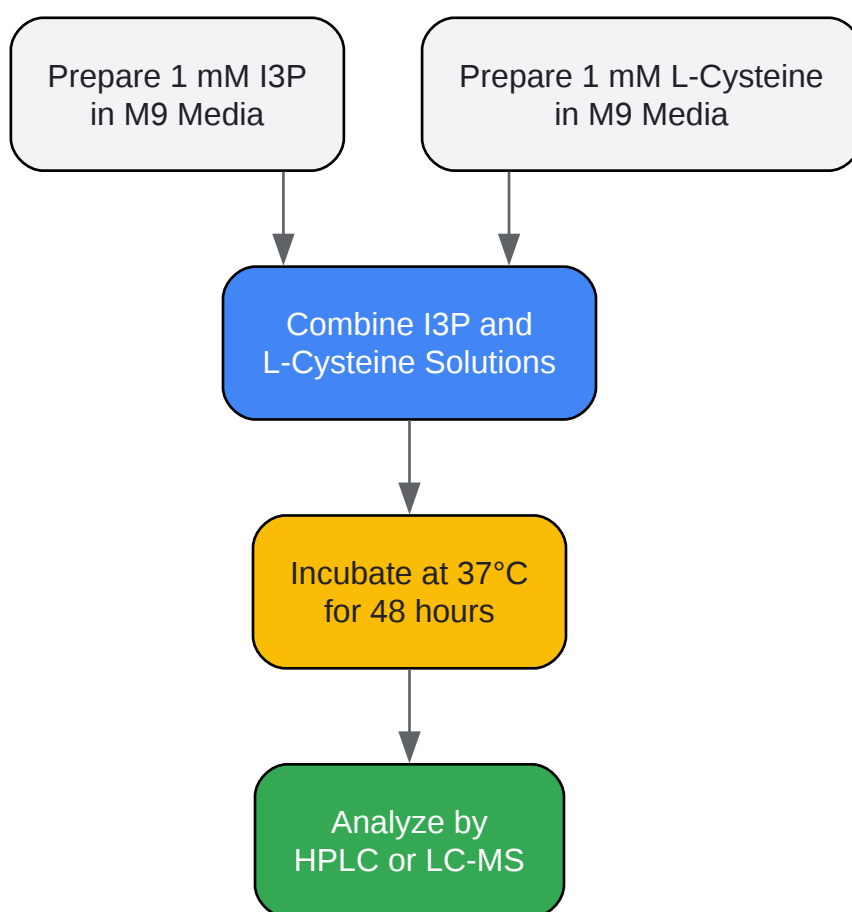 Prepare 1 mM I3P
in M9 Media
Prepare 1 mM L-Cysteine
in M9 Media
Combine I3P and
L-Cysteine Solutions
Incubate at 37°C
for 48 hours
Analyze by
HPLC or LC-MS